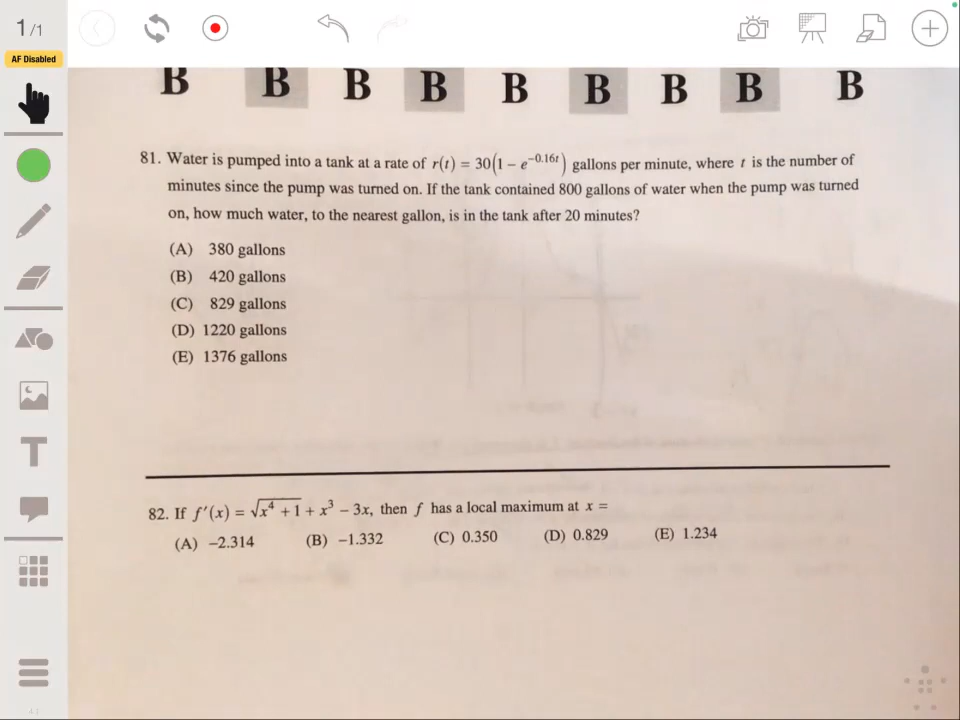 1/1
AF Disabled
B B B B B B B B B
81. Water is pumped into a tank at a rate of r(t) = 30(1 − e^−0.16t) gallons per minute, where t is the number of
minutes since the pump was turned on. If the tank contained 800 gallons of water when the pump was turned
on, how much water, to the nearest gallon, is in the tank after 20 minutes?
(A) 380 gallons
(B) 420 gallons
(C) 829 gallons
(D) 1220 gallons
(E) 1376 gallons
82. If f′(x) = √(x⁴ + 1) + x³ − 3x, then f has a local maximum at x =
(A) −2.314 (B) −1.332 (C) 0.350 (D) 0.829 (E) 1.234
T